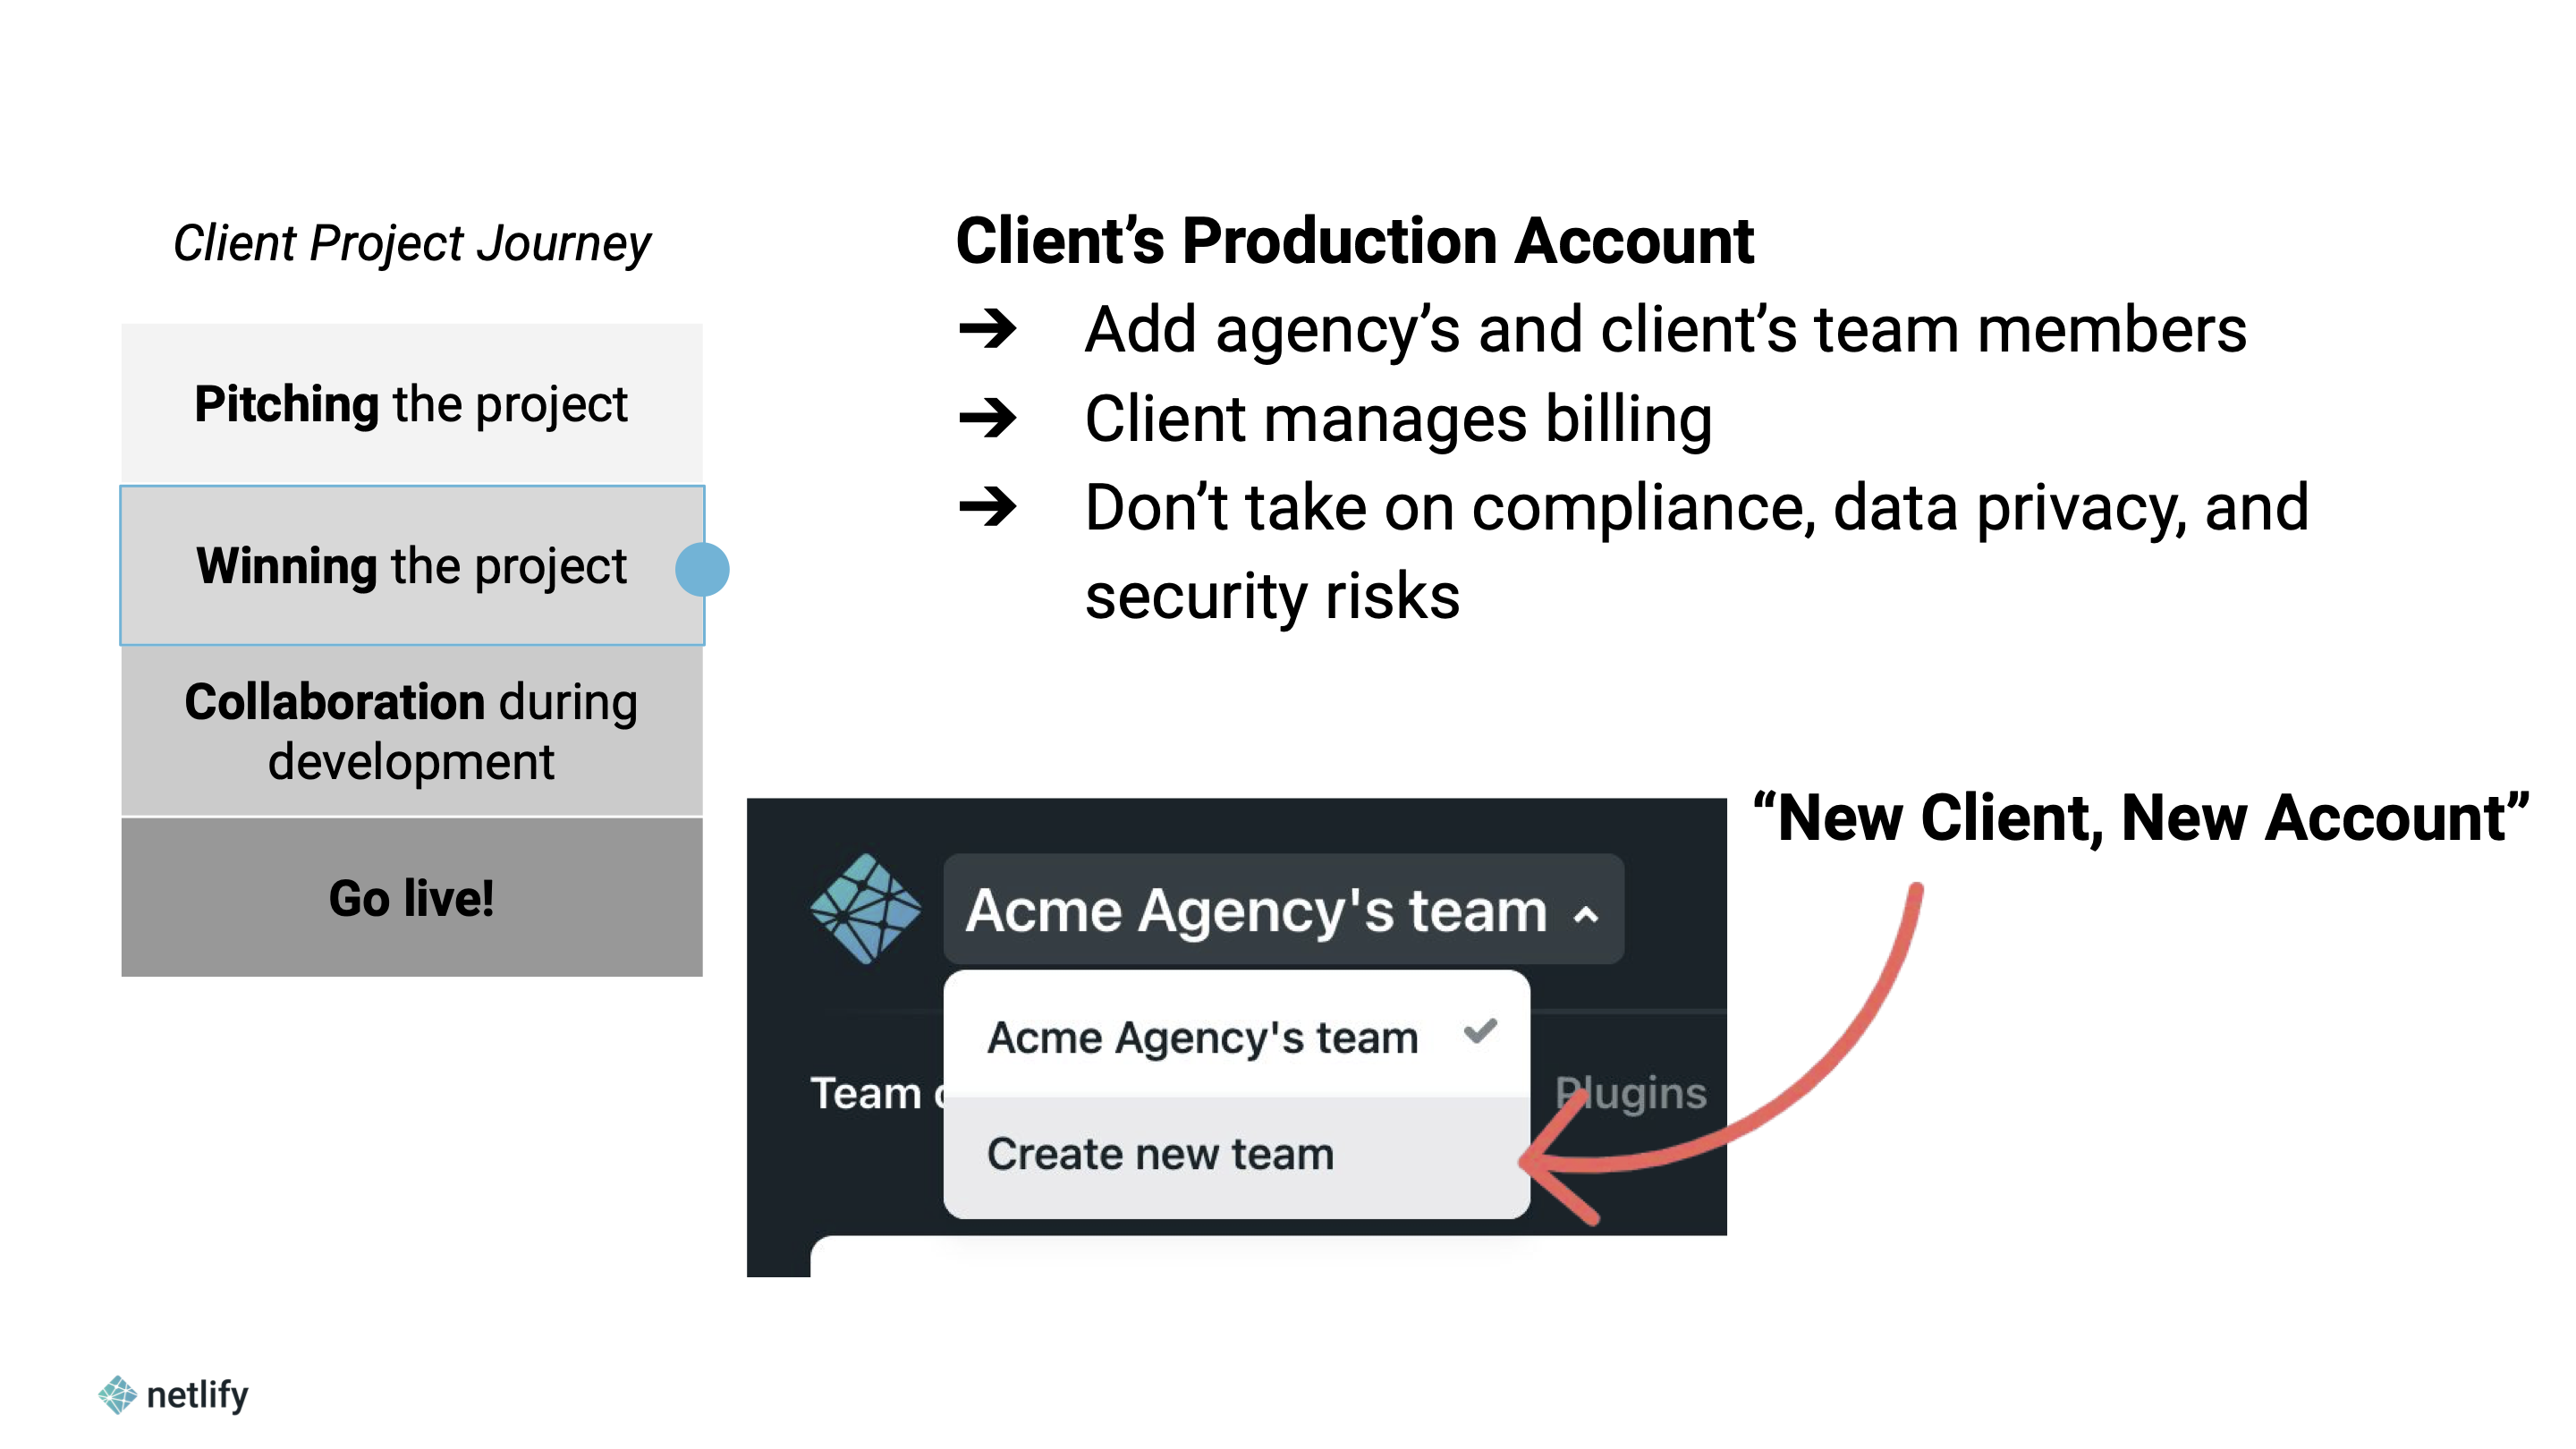 Client Project Journey
Pitching the project
Winning the project
Collaboration during
development
Go live!
Client’s Production Account
➔ Add agency’s and client’s team members
➔ Client manages billing
➔ Don’t take on compliance, data privacy, and
security risks
“New Client, New Account”
Acme Agency's team
Acme Agency's team
Team
Plugins
Create new team
netlify